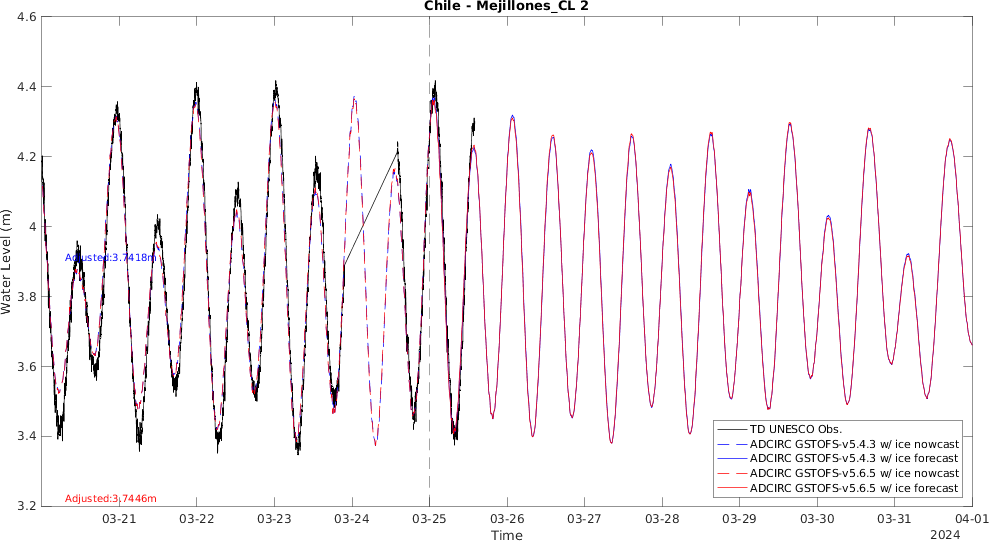 Chile - Mejillones_CL 2
4.6
4.4
4.2
4
3.8
3.6
3.4
3.2
Water Level (m)
Adjusted:3.7418m
Adjusted:3.7446m
TD UNESCO Obs.
ADCIRC GSTOFS-v5.4.3 w/ ice nowcast
ADCIRC GSTOFS-v5.4.3 w/ ice forecast
ADCIRC GSTOFS-v5.6.5 w/ ice nowcast
ADCIRC GSTOFS-v5.6.5 w/ ice forecast
03-21 03-22 03-23 03-24 03-25 03-26 03-27 03-28 03-29 03-30 03-31 04-01
Time
2024